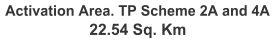 Activation Area. TP Scheme 2A and 4A
22.54 Sq. Km